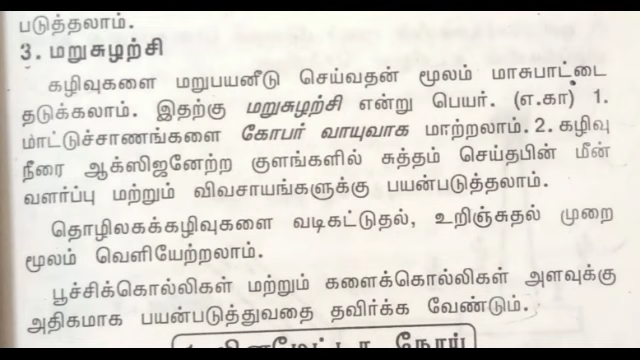 படுத்தலாம்.
3. மறுசுழற்சி
கழிவுகளை மறுபயனீடு செய்வதன் மூலம் மாசுபாட்டை
தடுக்கலாம். இதற்கு மறுசுழற்சி என்று பெயர். (எ.கா) 1.
மாட்டுச்சாணங்களை கோபர் வாயுவாக மாற்றலாம். 2. கழிவு
நீரை ஆக்ஸிஜனேற்ற குளங்களில் சுத்தம் செய்தபின் மீன்
வளர்ப்பு மற்றும் விவசாயங்களுக்கு பயன்படுத்தலாம்.
தொழிலகக்கழிவுகளை வடிகட்டுதல், உறிஞ்சுதல் முறை
மூலம் வெளியேற்றலாம்.
பூச்சிக்கொல்லிகள் மற்றும் களைக்கொல்லிகள் அளவுக்கு
அதிகமாக பயன்படுத்துவதை தவிர்க்க வேண்டும்.
நோய்